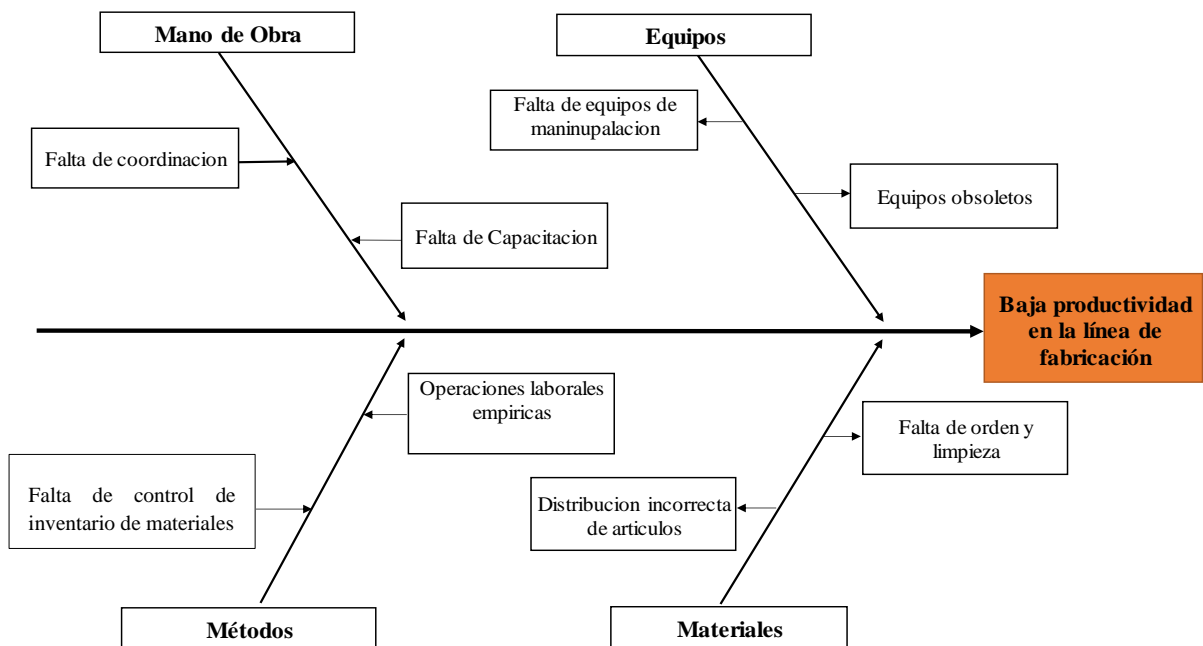 Mano de Obra
Equipos
Falta de equipos de
maninupalacion
Falta de coordinacion
Equipos obsoletos
Falta de Capacitacion
Baja productividad
en la línea de
fabricación
Operaciones laborales
empiricas
Falta de orden y
limpieza
Falta de control de
inventario de materiales
Distribucion incorrecta
de articulos
Métodos
Materiales